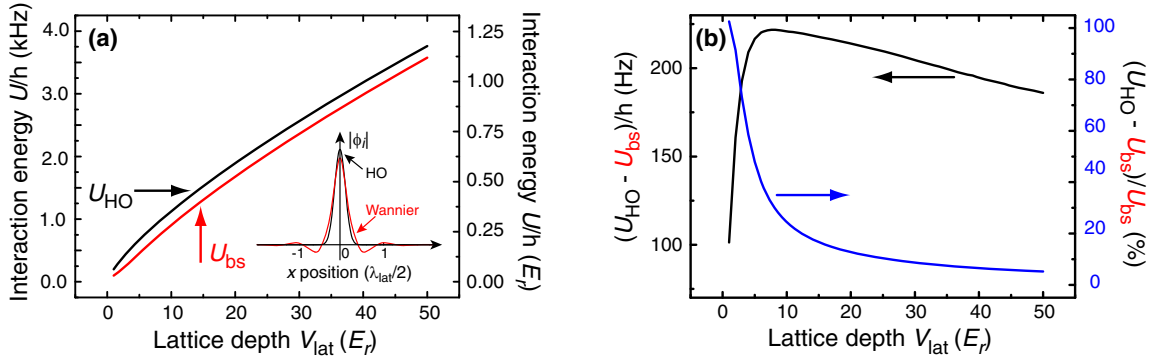 (a)
Interaction energy U/h (kHz)
4.0
3.0
2.0
1.0
0.0
1.25
1.00
0.75
0.50
0.25
0.00
Interaction energy U/h (E_r)
U_HO
U_bs
|ϕ_i|
HO
Wannier
-1
0
1
x position (λ_lat/2)
0
10
20
30
40
50
Lattice depth V_lat (E_r)
(b)
(U_HO - U_bs)/h (Hz)
200
150
100
100
80
60
40
20
0
(U_HO - U_bs)/U_bs (%)
0
10
20
30
40
50
Lattice depth V_lat (E_r)